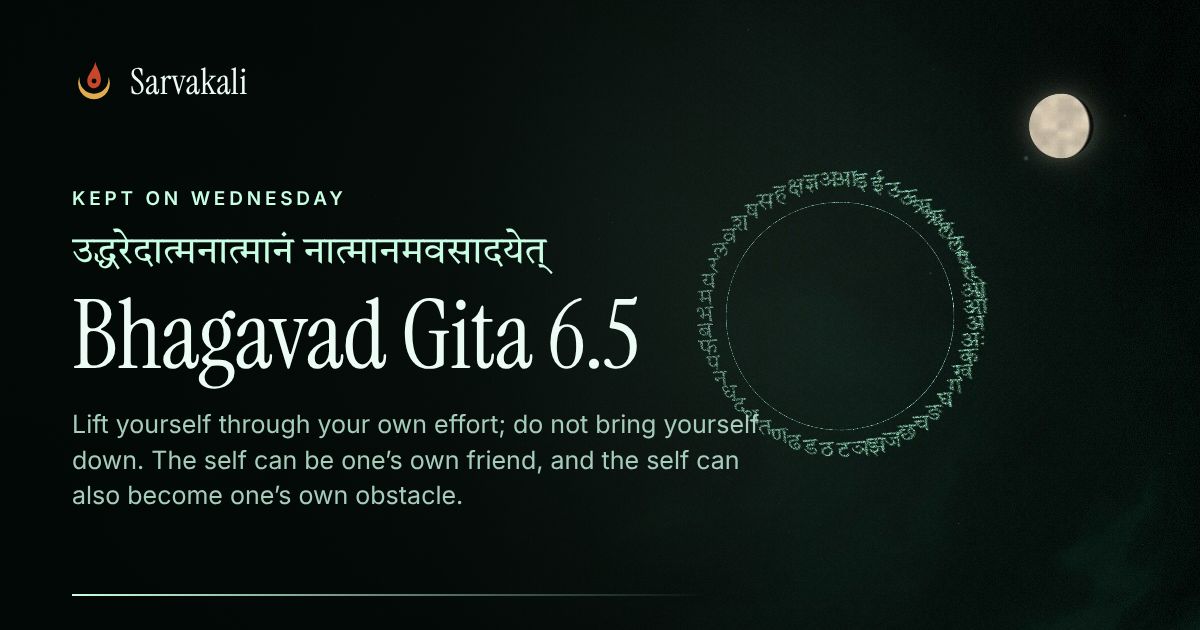 Sarvakali
KEPT ON WEDNESDAY
उद्धरेदात्मनात्मानं नात्मानमवसादयेत्
Bhagavad Gita 6.5
Lift yourself through your own effort; do not bring yourself
down. The self can be one’s own friend, and the self can
also become one’s own obstacle.